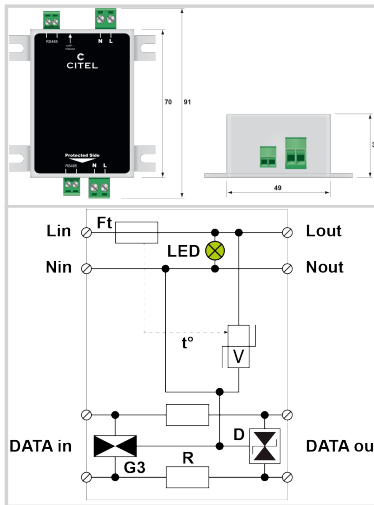 RS485
N L
C
CITEL
Protected Side
RS485
N L
70
91
49
3
Lin
Ft
Lout
LED
Nin
Nout
t°
V
DATA in
D
DATA ou
G3
R